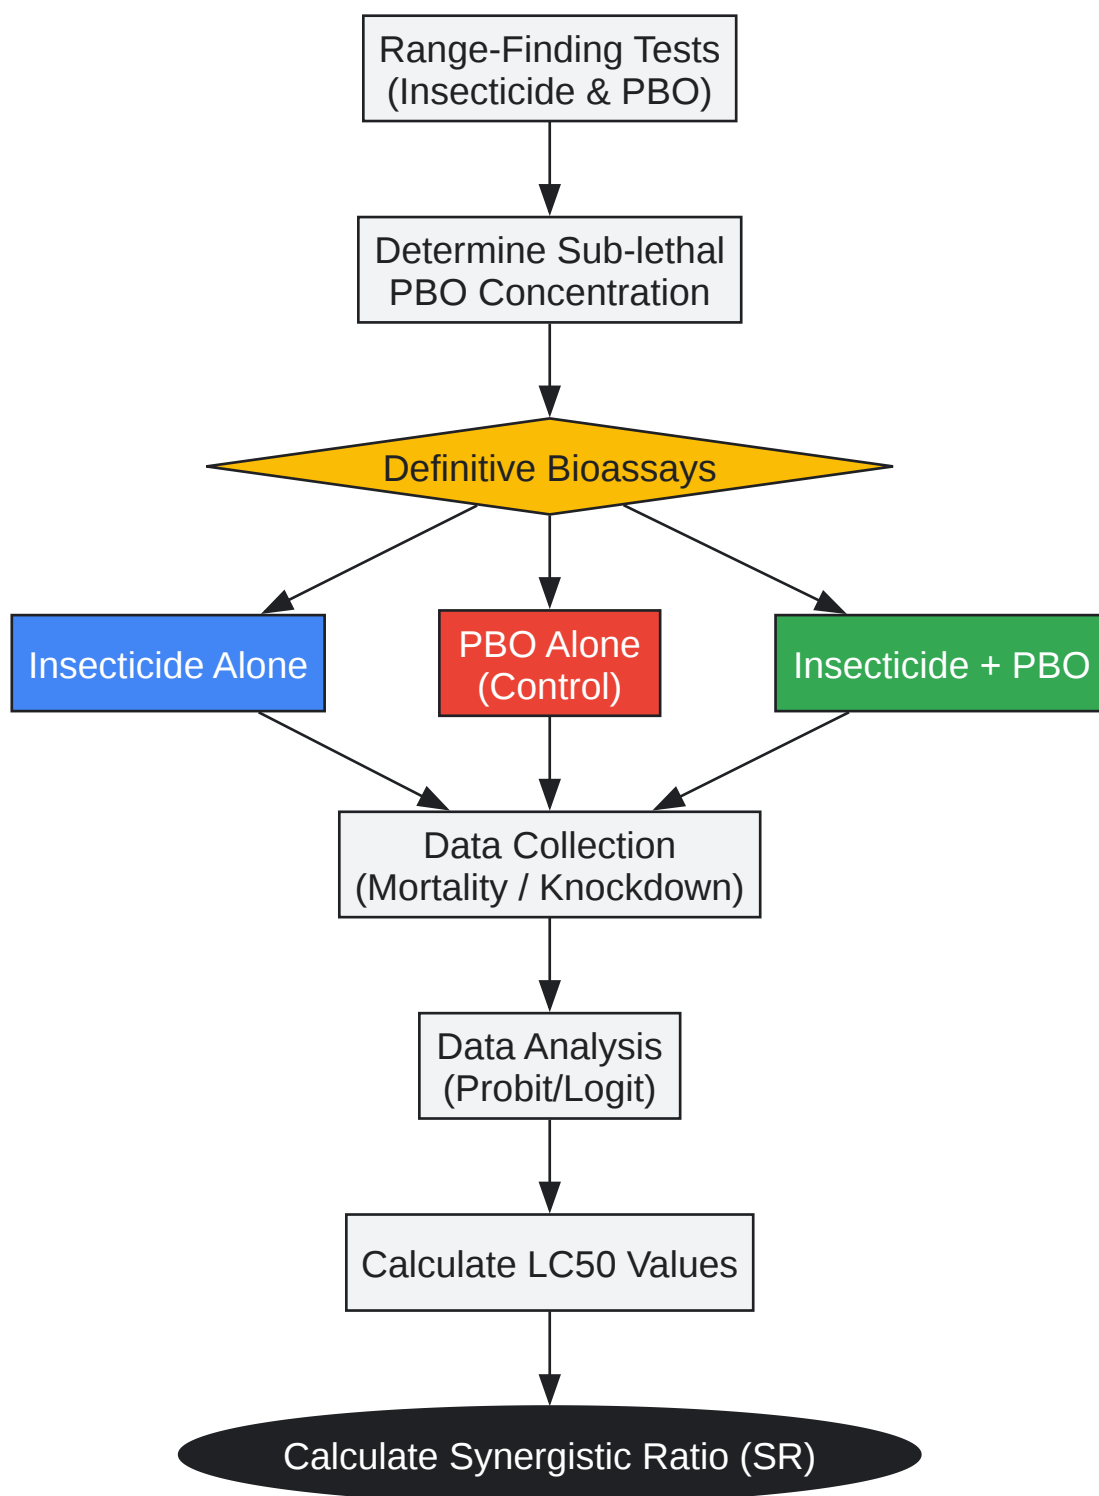 Range-Finding Tests
(Insecticide & PBO)
Determine Sub-lethal
PBO Concentration
Definitive Bioassays
Insecticide Alone
PBO Alone
(Control)
Insecticide + PBO
Data Collection
(Mortality / Knockdown)
Data Analysis
(Probit/Logit)
Calculate LC50 Values
Calculate Synergistic Ratio (SR)